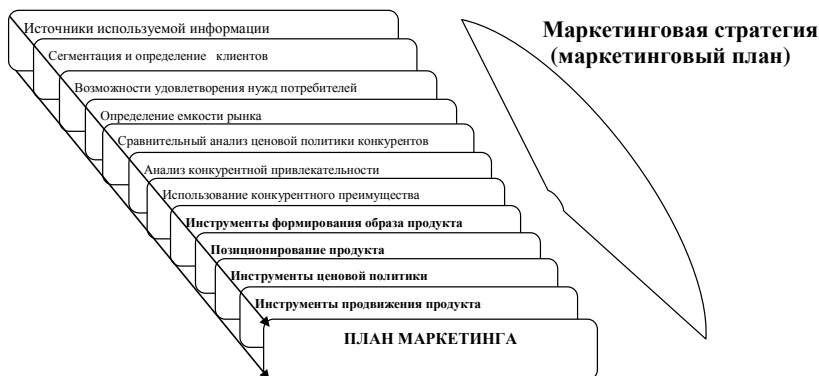 Источники используемой информации
Маркетинговая стратегия
(маркетинговый план)
Сегментация и определение клиентов
Возможности удовлетворения нужд потребителей
Определение емкости рынка
Сравнительный анализ ценовой политики конкурентов
Анализ конкурентной привлекательности
Использование конкурентного преимущества
Инструменты формирования образа продукта
Позиционирование продукта
Инструменты ценовой политики
Инструменты продвижения продукта
ПЛАН МАРКЕТИНГА